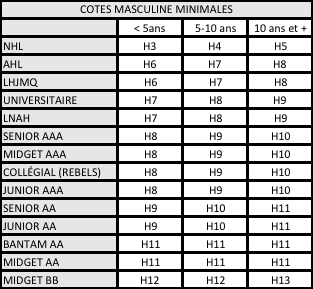 COTES MASCULINE MINIMALES
< 5ans 5-10 ans 10 ans et +
NHL H3 H4 H5
AHL H6 H7 H8
LHJMQ H6 H7 H8
UNIVERSITAIRE H7 H8 H9
LNAH H7 H8 H9
SENIOR AAA H8 H9 H10
MIDGET AAA H8 H9 H10
COLLÉGIAL (REBELS) H8 H9 H10
JUNIOR AAA H8 H9 H10
SENIOR AA H9 H10 H11
JUNIOR AA H9 H10 H11
BANTAM AA H11 H11 H11
MIDGET AA H11 H11 H11
MIDGET BB H12 H12 H13